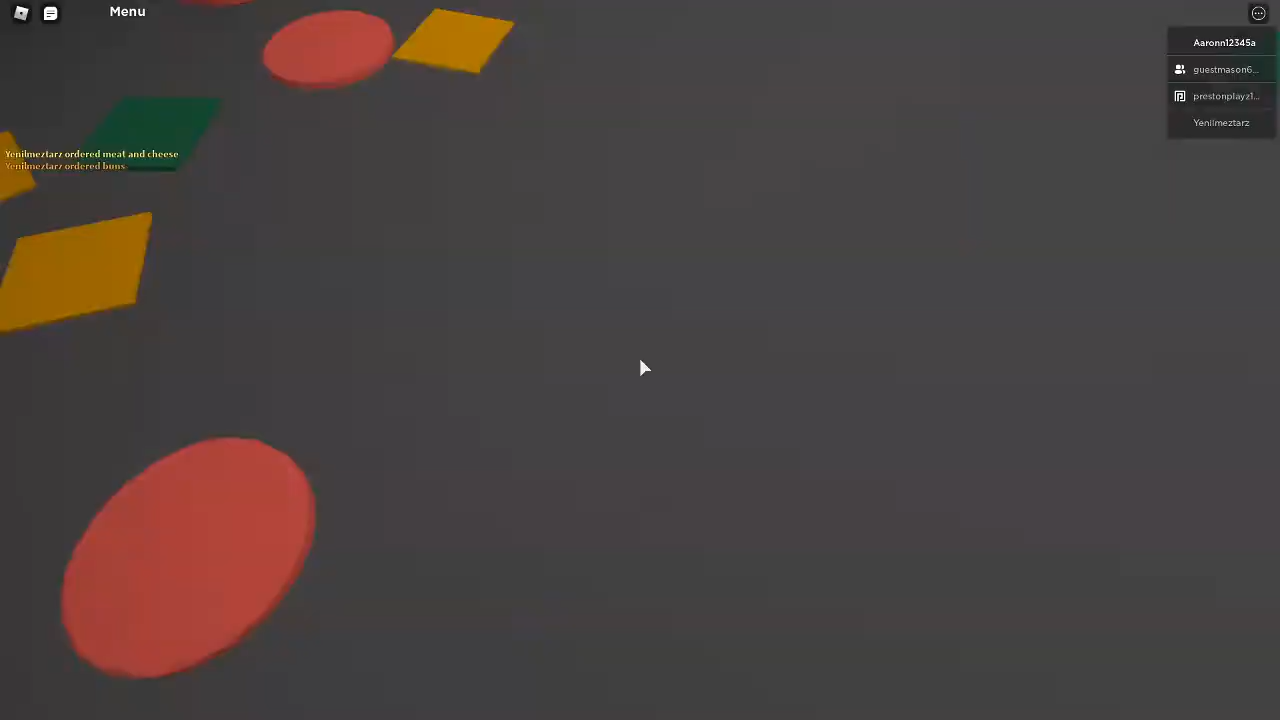 Menu
Aaronn12345a
guestmason6...
prestonplayz1...
Yenilmeztarz
Yenilmeztarz ordered meat and cheese
Yenilmeztarz ordered buns